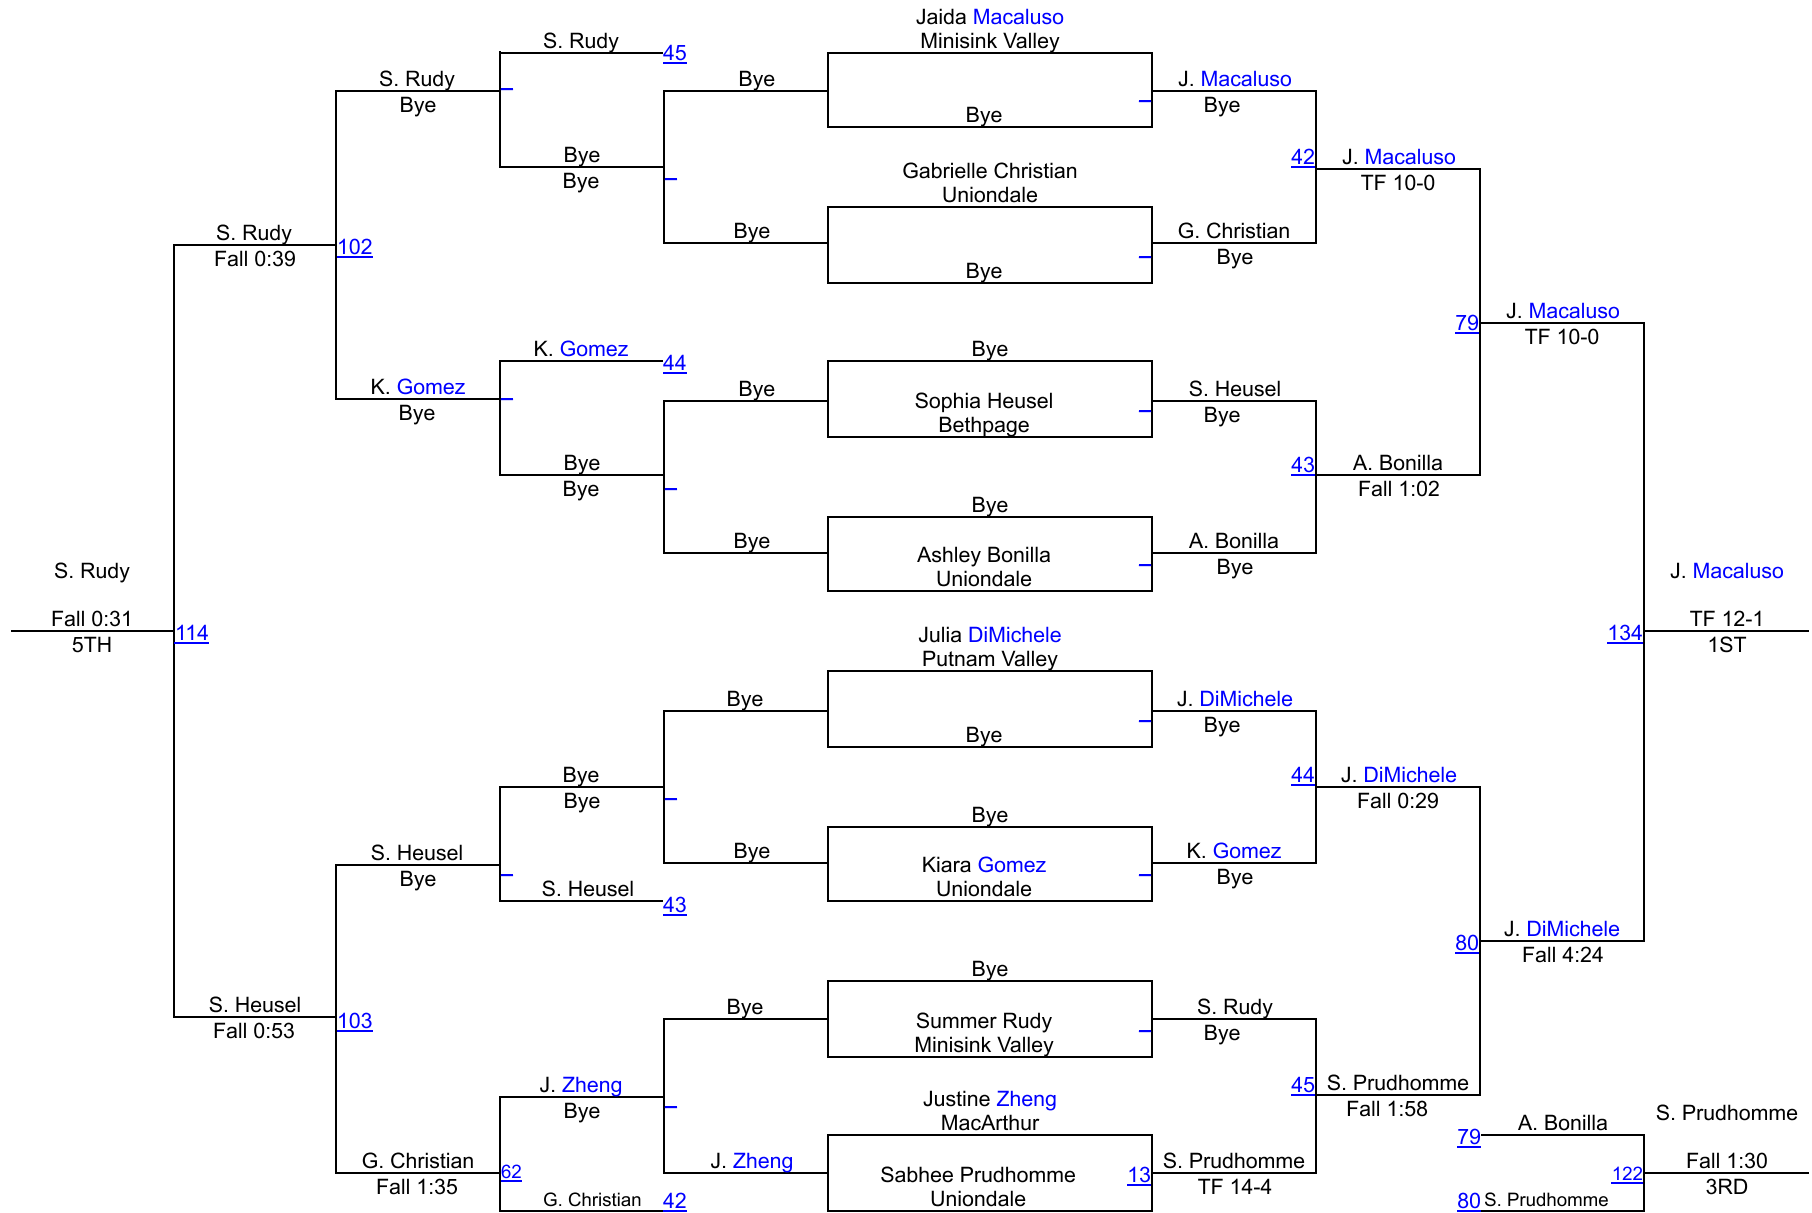 Jaida Macaluso
Minisink Valley
S. Rudy
45
S. Rudy
Bye
Bye
J. Macaluso
Bye
Bye
Bye
Bye
Bye
42
J. Macaluso
TF 10-0
Gabrielle Christian
Uniondale
S. Rudy
Fall 0:39
102
Bye
G. Christian
Bye
Bye
79
J. Macaluso
TF 10-0
K. Gomez
44
Bye
K. Gomez
Bye
Bye
Sophia Heusel
Bethpage
S. Heusel
Bye
Bye
Bye
43
A. Bonilla
Fall 1:02
Bye
Bye
Ashley Bonilla
Uniondale
A. Bonilla
Bye
S. Rudy
Fall 0:31
5TH
114
J. Macaluso
TF 12-1
1ST
134
Julia DiMichele
Putnam Valley
Bye
J. DiMichele
Bye
Bye
Bye
Bye
44
J. DiMichele
Fall 0:29
Bye
S. Heusel
Bye
Bye
Kiara Gomez
Uniondale
K. Gomez
Bye
S. Heusel
43
80
J. DiMichele
Fall 4:24
Bye
S. Heusel
Fall 0:53
103
Bye
Summer Rudy
Minisink Valley
S. Rudy
Bye
J. Zheng
Bye
Justine Zheng
MacArthur
45
S. Prudhomme
Fall 1:58
A. Bonilla
79
S. Prudhomme
G. Christian
Fall 1:35
62
J. Zheng
Sabhee Prudhomme
Uniondale
13
S. Prudhomme
TF 14-4
122
Fall 1:30
3RD
G. Christian
42
80
S. Prudhomme